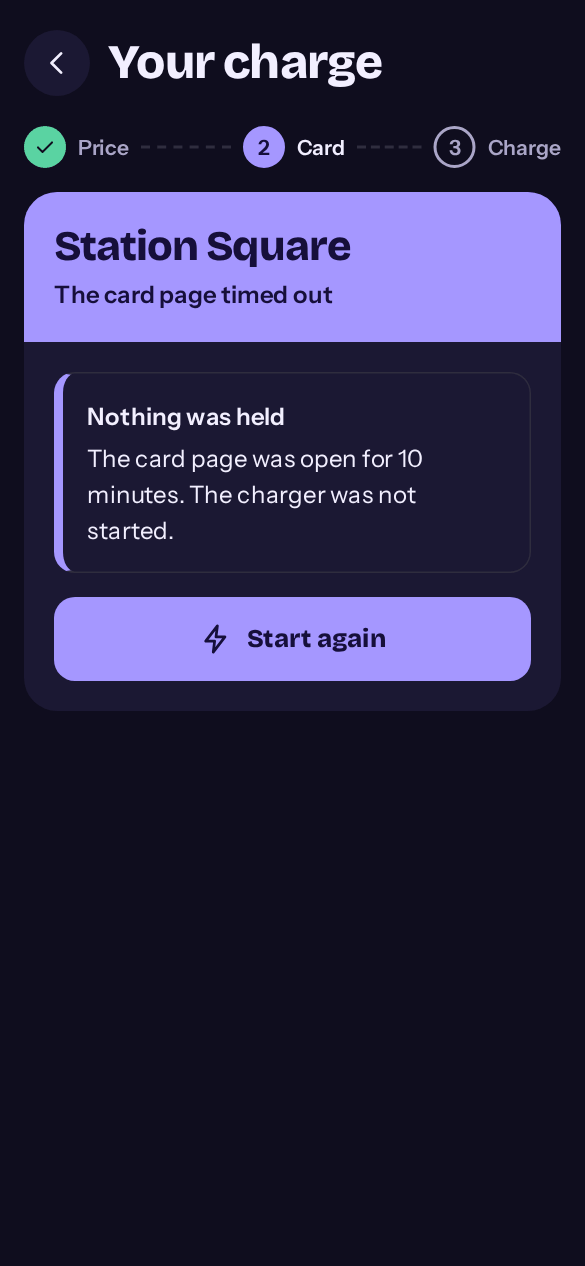 Your charge
Price
2
Card
3
Charge
Station Square
The card page timed out
Nothing was held
The card page was open for 10
minutes. The charger was not
started.
Start again